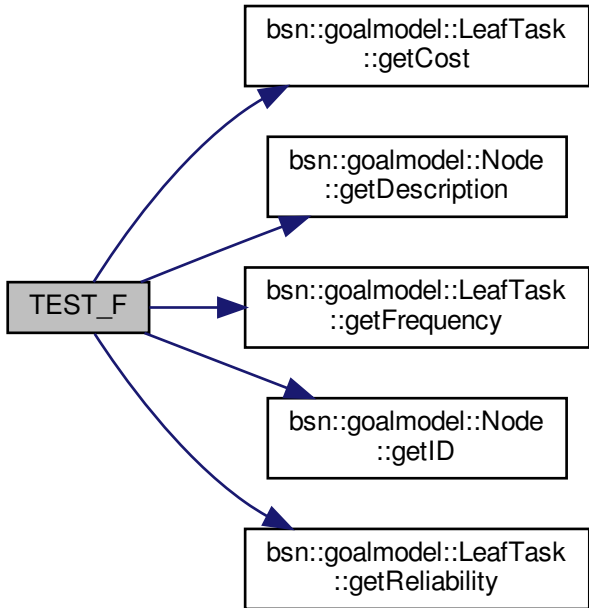 bsn::goalmodel::LeafTask
::getCost
bsn::goalmodel::Node
::getDescription
TEST_F
bsn::goalmodel::LeafTask
::getFrequency
bsn::goalmodel::Node
::getID
bsn::goalmodel::LeafTask
::getReliability